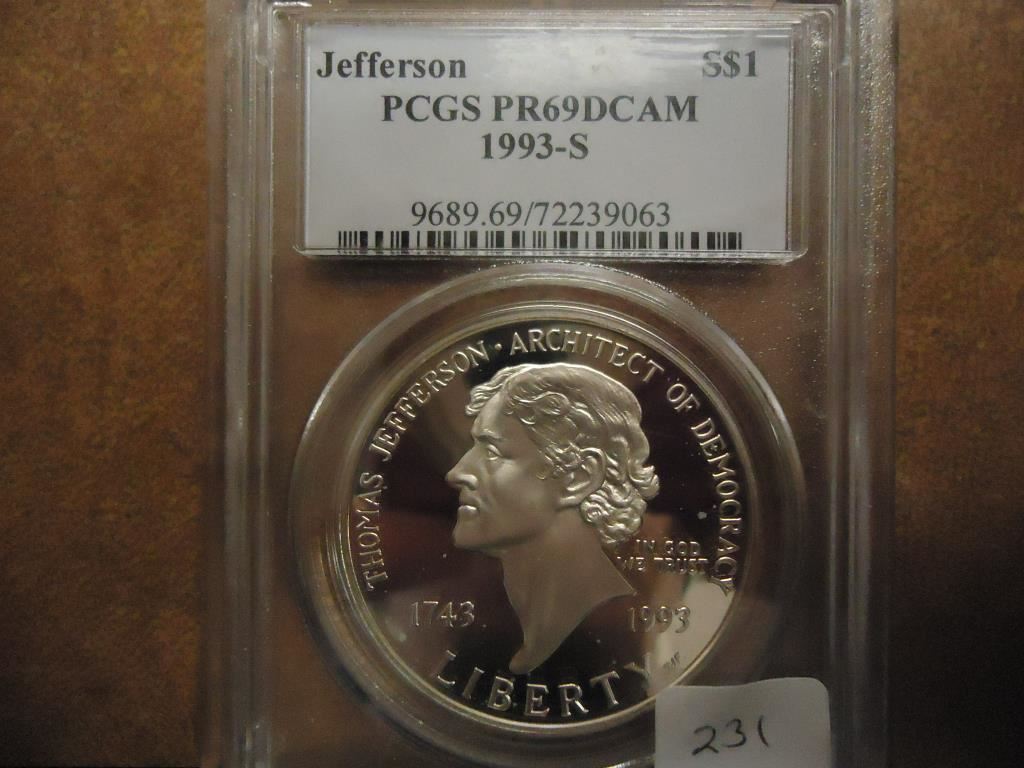 Jefferson S$1
PCGS PR69DCAM
1993-S
9689.69/72239063
THOMAS JEFFERSON · ARCHITECT OF DEMOCRACY
IN GOD
WE TRUST
1743 1993
LIBERTY
231